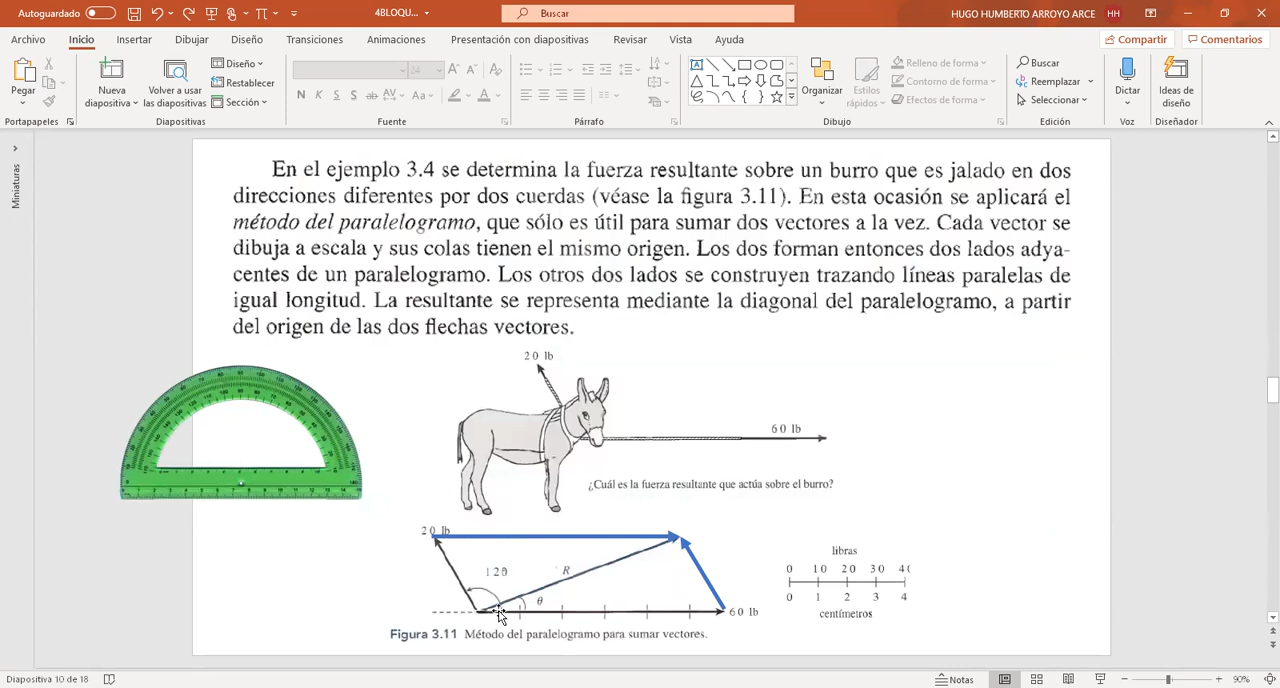 Autoguardado
4BLOQU...
Buscar
HUGO HUMBERTO ARROYO ARCE
HH
Archivo Inicio Insertar Dibujar Diseño Transiciones Animaciones Presentación con diapositivas Revisar Vista Ayuda
Compartir Comentarios
Pegar
Portapapeles
Nueva diapositiva
Volver a usar las diapositivas
Diseño
Restablecer
Sección
Diapositivas
24
N K S S ab AV Aa A
Fuente
Párrafo
Organizar
Estilos rápidos
Relleno de forma
Contorno de forma
Efectos de forma
Dibujo
Buscar
Reemplazar
Seleccionar
Edición
Dictar
Voz
Ideas de diseño
Diseñador
Miniaturas
En el ejemplo 3.4 se determina la fuerza resultante sobre un burro que es jalado en dos
direcciones diferentes por dos cuerdas (véase la figura 3.11). En esta ocasión se aplicará el
método del paralelogramo, que sólo es útil para sumar dos vectores a la vez. Cada vector se
dibuja a escala y sus colas tienen el mismo origen. Los dos forman entonces dos lados adya-
centes de un paralelogramo. Los otros dos lados se construyen trazando líneas paralelas de
igual longitud. La resultante se representa mediante la diagonal del paralelogramo, a partir
del origen de las dos flechas vectores.
20 lb
60 lb
¿Cuál es la fuerza resultante que actúa sobre el burro?
20 lb
120
R
θ
60 lb
libras
0 10 20 30
0 1 2 3 4
centímetros
Figura 3.11 Método del paralelogramo para sumar vectores.
Diapositiva 10 de 18
Notas
90%